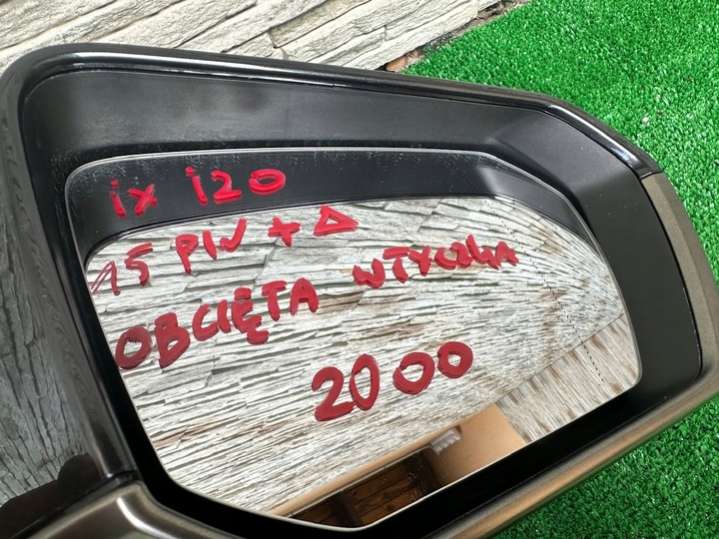 ix i20
15 PIN + Δ
OBCIĘTA WTYCZKA
2000